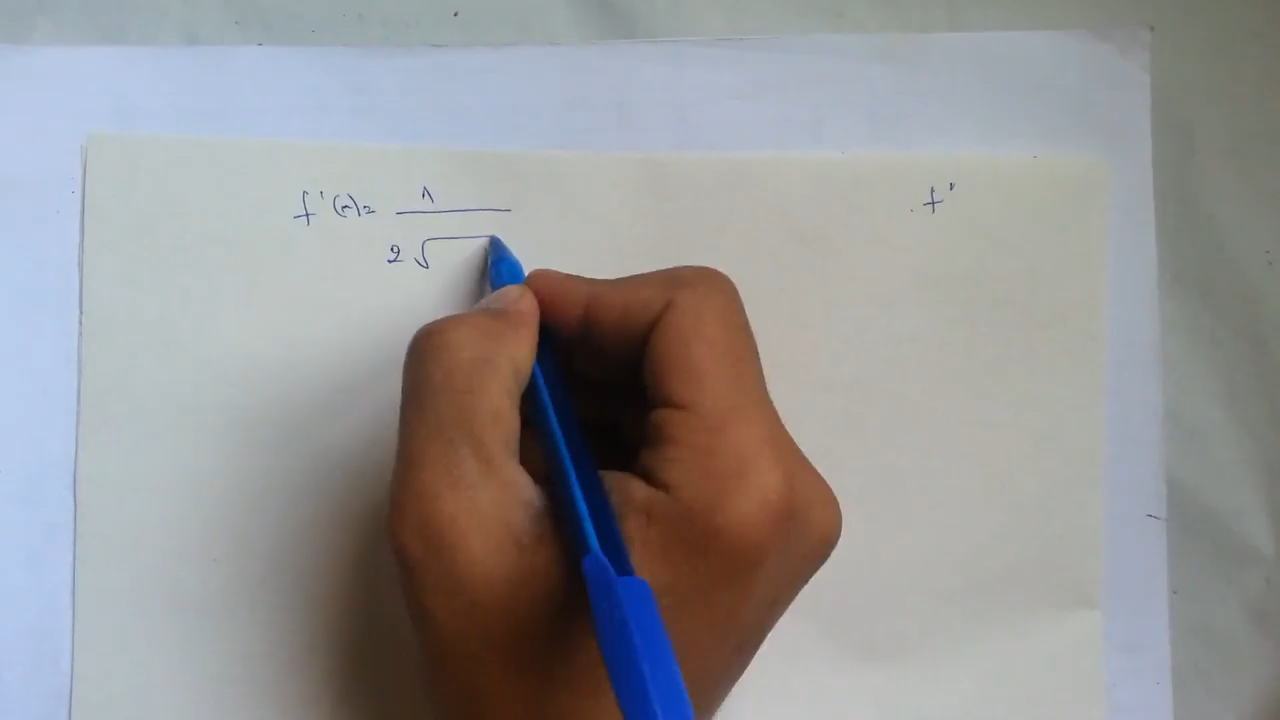 f'(x)= 1 / 2√
f'